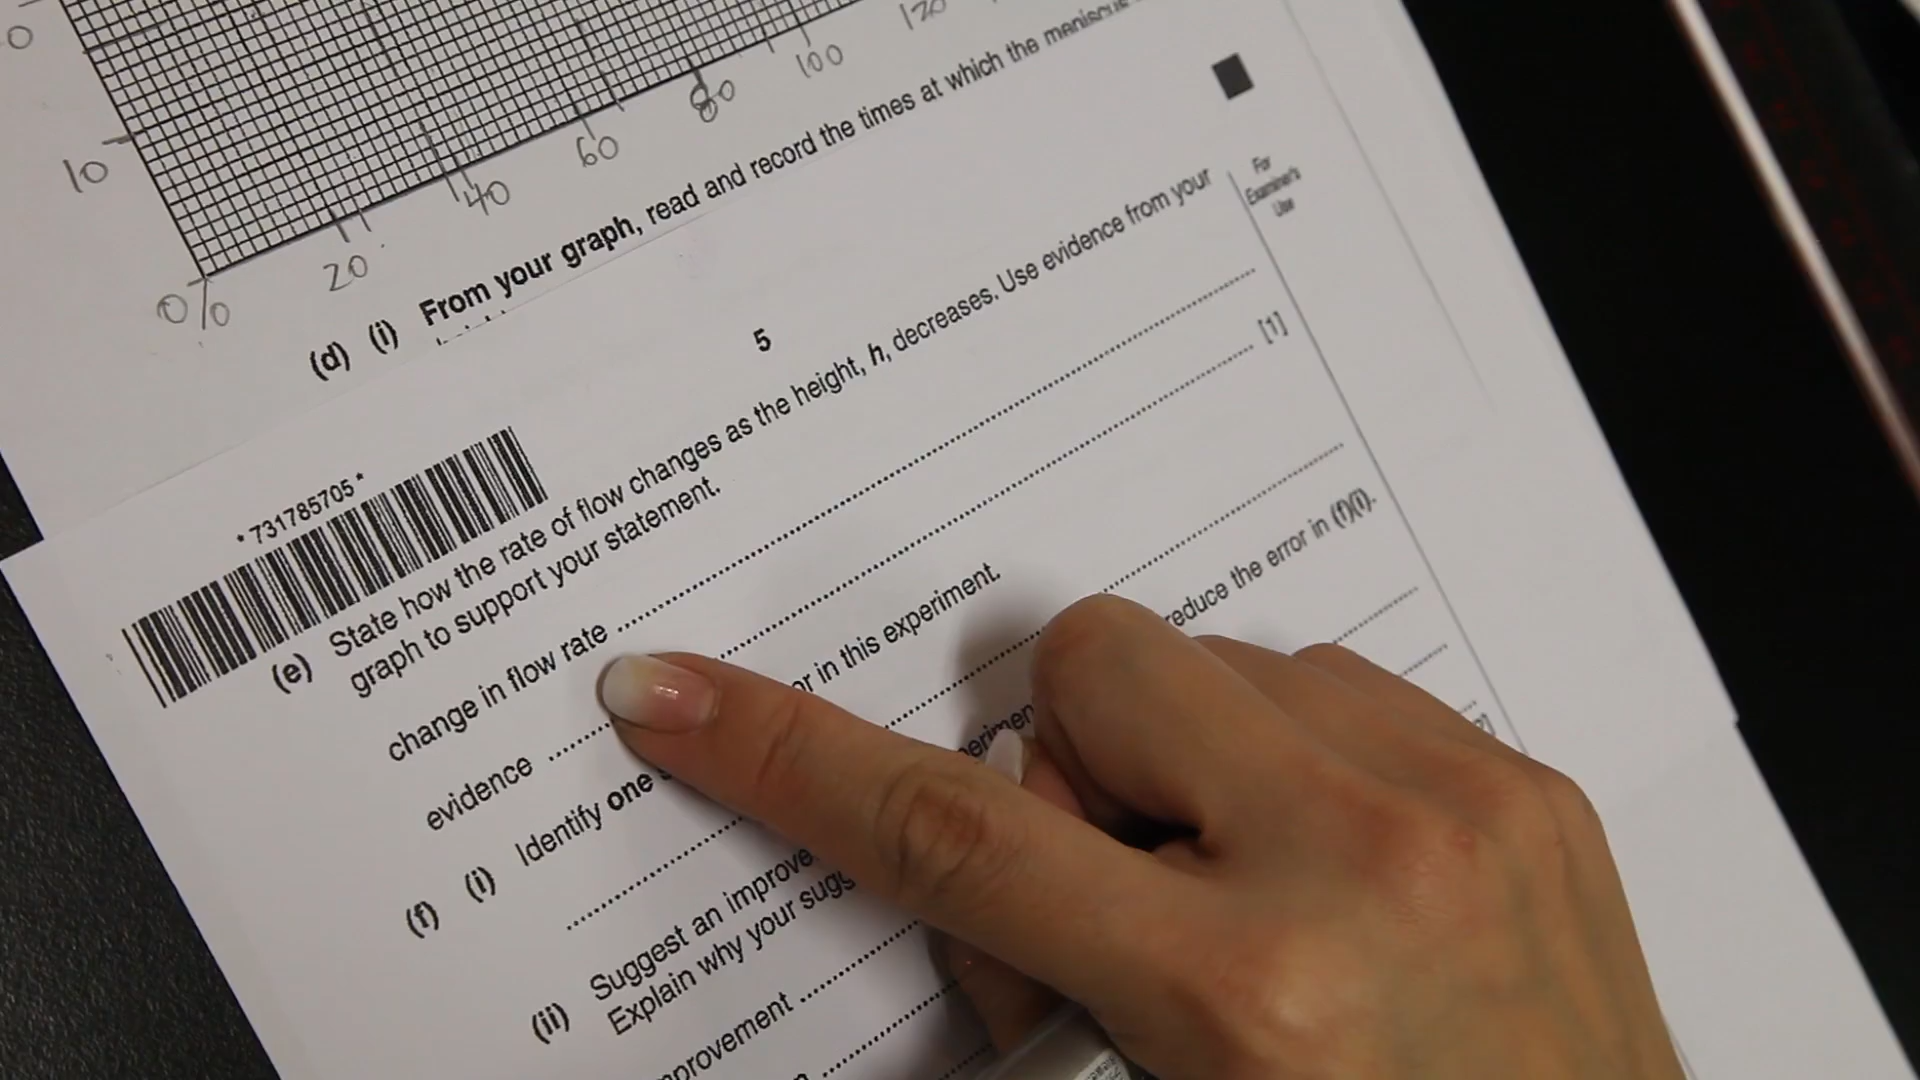 10
0%
20
40
60
80
100
120
(d) (i) From your graph, read and record the times at which the meniscus
5
For
Examiner's
Use
*731785705*
(e) State how the rate of flow changes as the height, h, decreases. Use evidence from your
graph to support your statement.
change in flow rate
evidence
[1]
(f) (i) Identify one or in this experiment.
(ii) Suggest an improve reduce the error in (f)(i).
Explain why your sugg